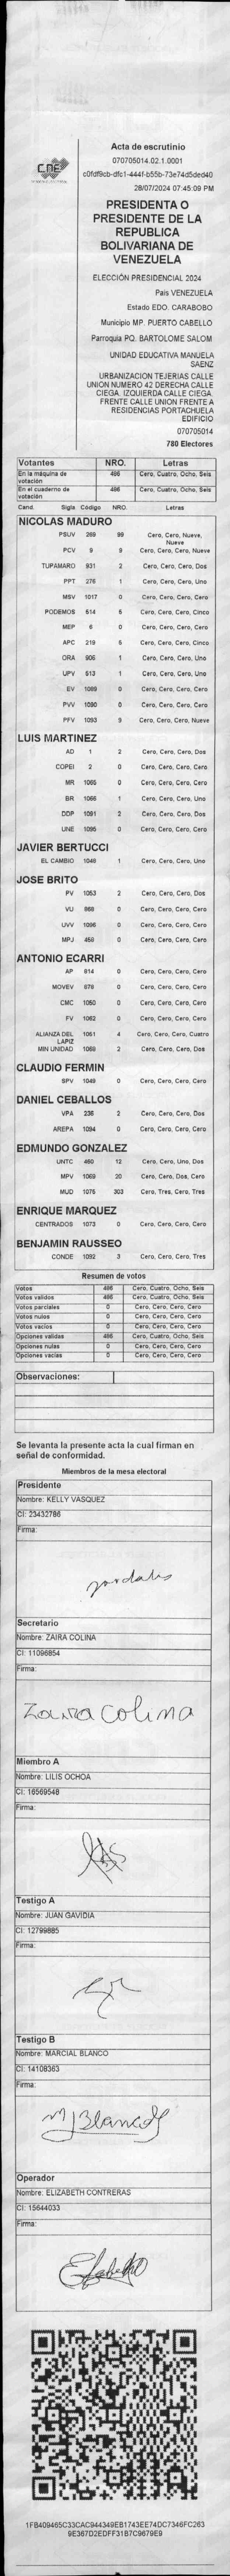 CNE
Acta de escrutinio
070705014.02.1.0001
c0fdf9cb-dfc1-444f-b55b-73e74d5ded40
28/07/2024 07:45:09 PM
PRESIDENTA O
PRESIDENTE DE LA
REPUBLICA
BOLIVARIANA DE
VENEZUELA
ELECCIÓN PRESIDENCIAL 2024
País VENEZUELA
Estado EDO. CARABOBO
Municipio MP. PUERTO CABELLO
Parroquia PQ. BARTOLOME SALOM
UNIDAD EDUCATIVA MANUELA
SAENZ
URBANIZACION TEJERIAS CALLE
UNION NUMERO 42 DERECHA CALLE
CIEGA. IZQUIERDA CALLE CIEGA.
FRENTE CALLE UNION FRENTE A
RESIDENCIAS PORTACHUELA
EDIFICIO
070705014
780 Electores
Votantes NRO. Letras
En la máquina de votación 486 Cero, Cuatro, Ocho, Seis
En el cuaderno de votación 486 Cero, Cuatro, Ocho, Seis
Cand. Sigla Código NRO. Letras
NICOLAS MADURO
PSUV 269 99 Cero, Cero, Nueve, Nueve
PCV 9 9 Cero, Cero, Cero, Nueve
TUPAMARO 931 2 Cero, Cero, Cero, Dos
PPT 276 1 Cero, Cero, Cero, Uno
MSV 1017 0 Cero, Cero, Cero, Cero
PODEMOS 514 5 Cero, Cero, Cero, Cinco
MEP 6 0 Cero, Cero, Cero, Cero
APC 219 5 Cero, Cero, Cero, Cinco
ORA 906 1 Cero, Cero, Cero, Uno
UPV 513 1 Cero, Cero, Cero, Uno
EV 1089 0 Cero, Cero, Cero, Cero
PVV 1090 0 Cero, Cero, Cero, Cero
PFV 1093 9 Cero, Cero, Cero, Nueve
LUIS MARTINEZ
AD 1 2 Cero, Cero, Cero, Dos
COPEI 2 0 Cero, Cero, Cero, Cero
MR 1065 0 Cero, Cero, Cero, Cero
BR 1066 1 Cero, Cero, Cero, Uno
DDP 1091 2 Cero, Cero, Cero, Dos
UNE 1095 0 Cero, Cero, Cero, Cero
JAVIER BERTUCCI
EL CAMBIO 1048 1 Cero, Cero, Cero, Uno
JOSE BRITO
PV 1053 2 Cero, Cero, Cero, Dos
VU 868 0 Cero, Cero, Cero, Cero
UVV 1096 0 Cero, Cero, Cero, Cero
MPJ 458 0 Cero, Cero, Cero, Cero
ANTONIO ECARRI
AP 814 0 Cero, Cero, Cero, Cero
MOVEV 879 0 Cero, Cero, Cero, Cero
CMC 1050 0 Cero, Cero, Cero, Cero
FV 1062 0 Cero, Cero, Cero, Cero
ALIANZA DEL LAPIZ 1061 4 Cero, Cero, Cero, Cuatro
MIN UNIDAD 1069 2 Cero, Cero, Cero, Dos
CLAUDIO FERMIN
SPV 1049 0 Cero, Cero, Cero, Cero
DANIEL CEBALLOS
VPA 236 2 Cero, Cero, Cero, Dos
AREPA 1094 0 Cero, Cero, Cero, Cero
EDMUNDO GONZALEZ
UNTC 460 12 Cero, Cero, Uno, Dos
MPV 1069 20 Cero, Cero, Dos, Cero
MUD 1075 303 Cero, Tres, Cero, Tres
ENRIQUE MARQUEZ
CENTRADOS 1073 0 Cero, Cero, Cero, Cero
BENJAMIN RAUSSEO
CONDE 1092 3 Cero, Cero, Cero, Tres
Resumen de votos
Votos 486 Cero, Cuatro, Ocho, Seis
Votos validos 486 Cero, Cuatro, Ocho, Seis
Votos parciales 0 Cero, Cero, Cero, Cero
Votos nulos 0 Cero, Cero, Cero, Cero
Votos vacios 0 Cero, Cero, Cero, Cero
Opciones validas 486 Cero, Cuatro, Ocho, Seis
Opciones nulas 0 Cero, Cero, Cero, Cero
Opciones vacias 0 Cero, Cero, Cero, Cero
Observaciones:
Se levanta la presente acta la cual firman en
señal de conformidad.
Miembros de la mesa electoral
Presidente
Nombre: KELLY VASQUEZ
CI: 23432786
Firma:
Secretario
Nombre: ZAIRA COLINA
CI: 11096854
Firma:
Zaira Colina
Miembro A
Nombre: LILIS OCHOA
CI: 16569548
Firma:
Testigo A
Nombre: JUAN GAVIDIA
CI: 12799885
Firma:
Testigo B
Nombre: MARCIAL BLANCO
CI: 14108363
Firma:
M Blanco
Operador
Nombre: ELIZABETH CONTRERAS
CI: 15644033
Firma:
1FB409465C33CAC944349EB1743EE74DC7346FC263
9E367D2EDFF31B7C9679E9